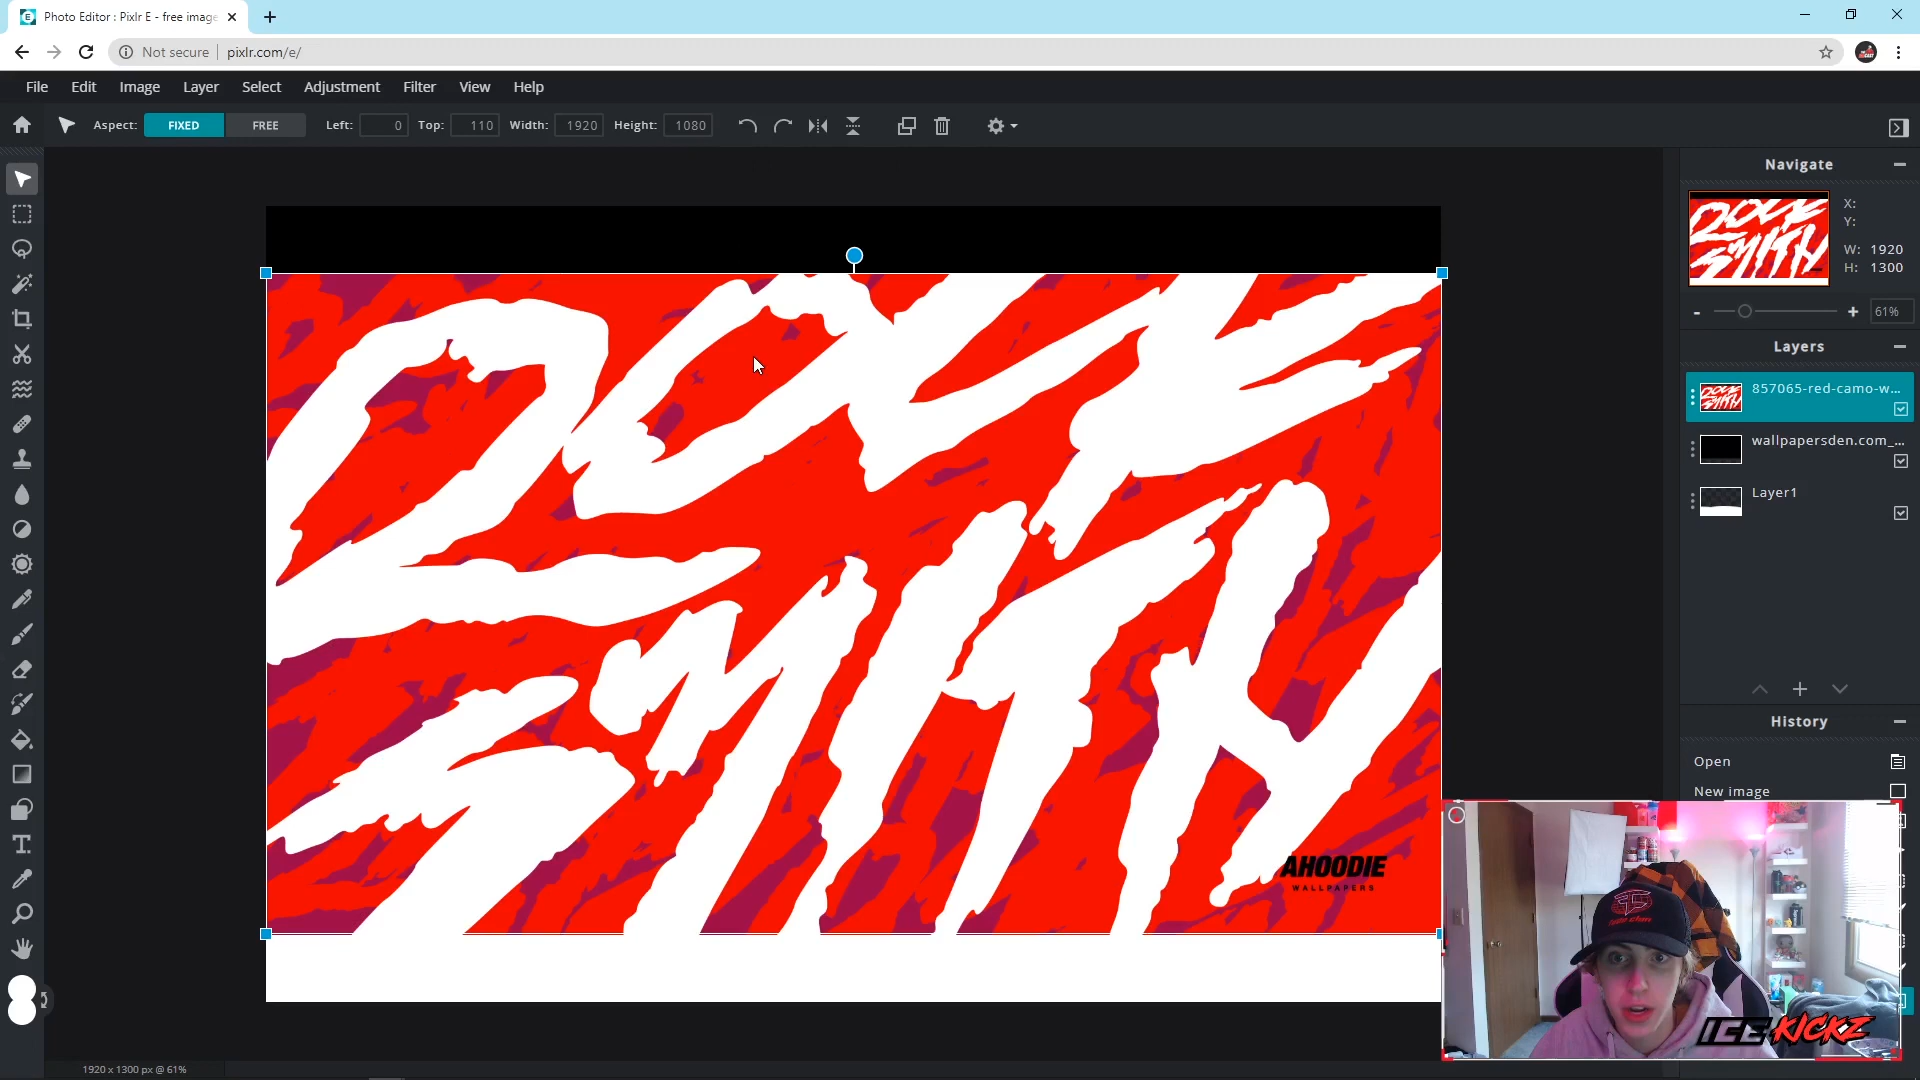 Photo Editor : Pixlr E - free image
Not secure pixlr.com/e/
File Edit Image Layer Select Adjustment Filter View Help
Aspect: FIXED FREE Left: 0 Top: 110 Width: 1920 Height: 1080
Navigate
X:
Y:
W: 1920
H: 1300
- + 61%
Layers
857065-red-camo-w...
wallpapersden.com_...
Layer1
DOPE
SMITH
AHOODIE
WALLPAPERS
History
Open
New image
ICE KICKZ
1920 x 1300 px @ 61%